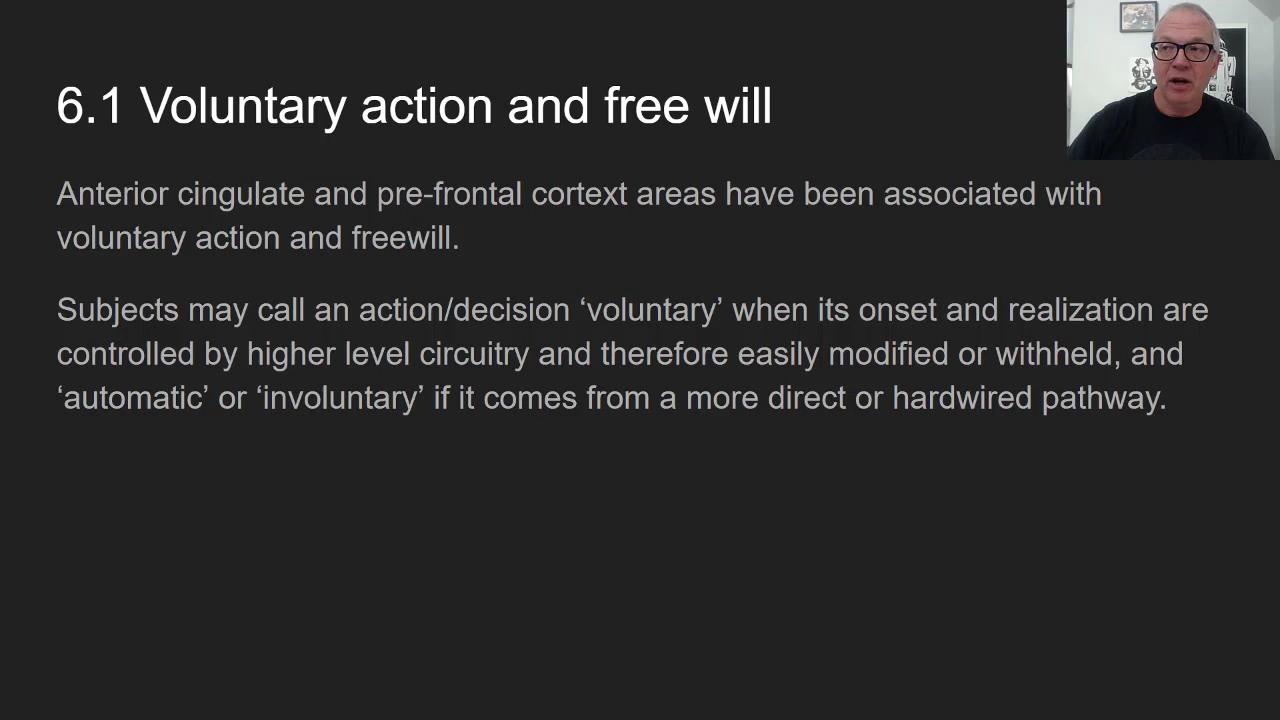 6.1 Voluntary action and free will
Anterior cingulate and pre-frontal cortext areas have been associated with
voluntary action and freewill.
Subjects may call an action/decision ‘voluntary’ when its onset and realization are
controlled by higher level circuitry and therefore easily modified or withheld, and
‘automatic’ or ‘involuntary’ if it comes from a more direct or hardwired pathway.